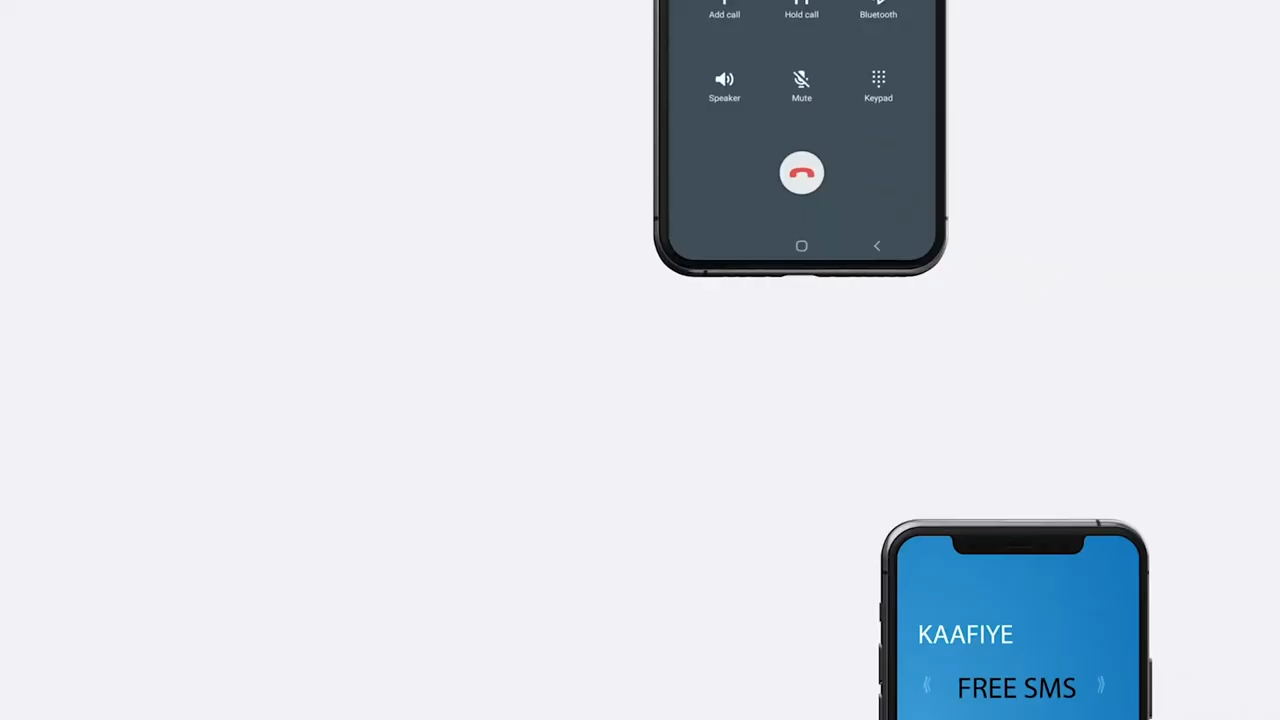 Add call Hold call Bluetooth
Speaker Mute Keypad
KAAFIYE
FREE SMS